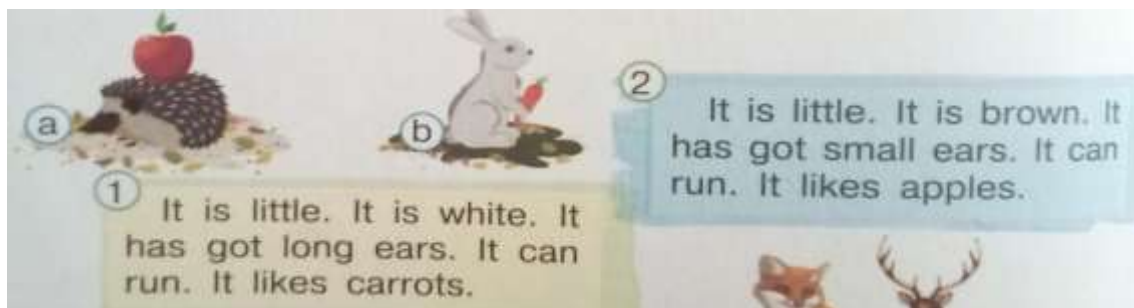 a
b
1
It is little. It is white. It
has got long ears. It can
run. It likes carrots.
2
It is little. It is brown. It
has got small ears. It can
run. It likes apples.